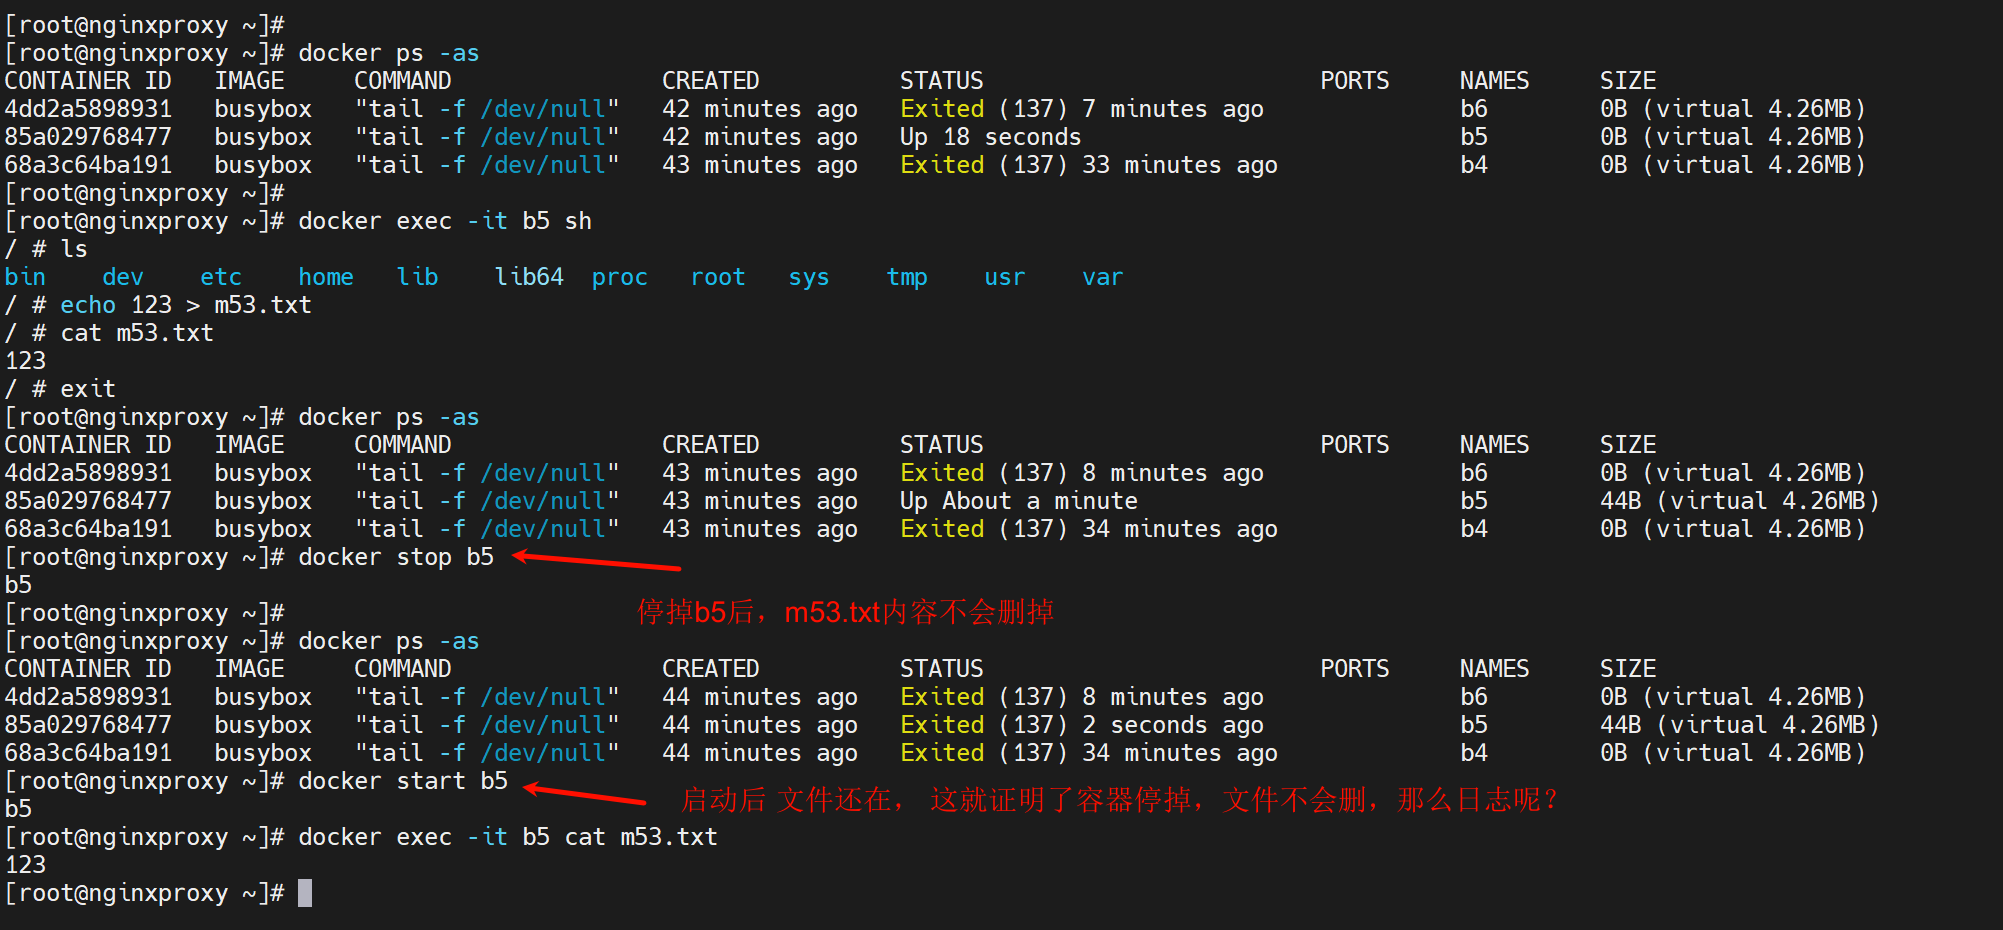 [root@nginxproxy ~]#
[root@nginxproxy ~]# docker ps -as
CONTAINER ID   IMAGE     COMMAND               CREATED          STATUS                        PORTS     NAMES     SIZE
4dd2a5898931   busybox   "tail -f /dev/null"   42 minutes ago   Exited (137) 7 minutes ago              b6        0B (virtual 4.26MB)
85a029768477   busybox   "tail -f /dev/null"   42 minutes ago   Up 18 seconds                           b5        0B (virtual 4.26MB)
68a3c64ba191   busybox   "tail -f /dev/null"   43 minutes ago   Exited (137) 33 minutes ago             b4        0B (virtual 4.26MB)
[root@nginxproxy ~]#
[root@nginxproxy ~]# docker exec -it b5 sh
/ # ls
bin    dev    etc    home   lib    lib64  proc   root   sys    tmp    usr    var
/ # echo 123 > m53.txt
/ # cat m53.txt
123
/ # exit
[root@nginxproxy ~]# docker ps -as
CONTAINER ID   IMAGE     COMMAND               CREATED          STATUS                        PORTS     NAMES     SIZE
4dd2a5898931   busybox   "tail -f /dev/null"   43 minutes ago   Exited (137) 8 minutes ago              b6        0B (virtual 4.26MB)
85a029768477   busybox   "tail -f /dev/null"   43 minutes ago   Up About a minute                       b5        44B (virtual 4.26MB)
68a3c64ba191   busybox   "tail -f /dev/null"   43 minutes ago   Exited (137) 34 minutes ago             b4        0B (virtual 4.26MB)
[root@nginxproxy ~]# docker stop b5
b5
[root@nginxproxy ~]#
停掉b5后，m53.txt内容不会删掉
[root@nginxproxy ~]# docker ps -as
CONTAINER ID   IMAGE     COMMAND               CREATED          STATUS                        PORTS     NAMES     SIZE
4dd2a5898931   busybox   "tail -f /dev/null"   44 minutes ago   Exited (137) 8 minutes ago              b6        0B (virtual 4.26MB)
85a029768477   busybox   "tail -f /dev/null"   44 minutes ago   Exited (137) 2 seconds ago              b5        44B (virtual 4.26MB)
68a3c64ba191   busybox   "tail -f /dev/null"   44 minutes ago   Exited (137) 34 minutes ago             b4        0B (virtual 4.26MB)
[root@nginxproxy ~]# docker start b5
启动后 文件还在， 这就证明了容器停掉，文件不会删，那么日志呢？
b5
[root@nginxproxy ~]# docker exec -it b5 cat m53.txt
123
[root@nginxproxy ~]#